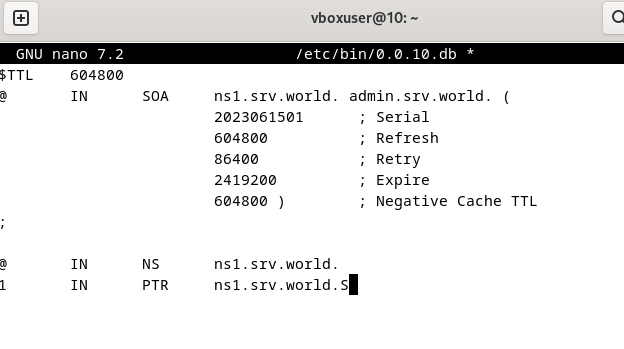 vboxuser@10: ~
GNU nano 7.2 /etc/bin/0.0.10.db *
$TTL 604800
@ IN SOA ns1.srv.world. admin.srv.world. (
2023061501 ; Serial
604800 ; Refresh
86400 ; Retry
2419200 ; Expire
604800 ) ; Negative Cache TTL
;
@ IN NS ns1.srv.world.
1 IN PTR ns1.srv.world.S